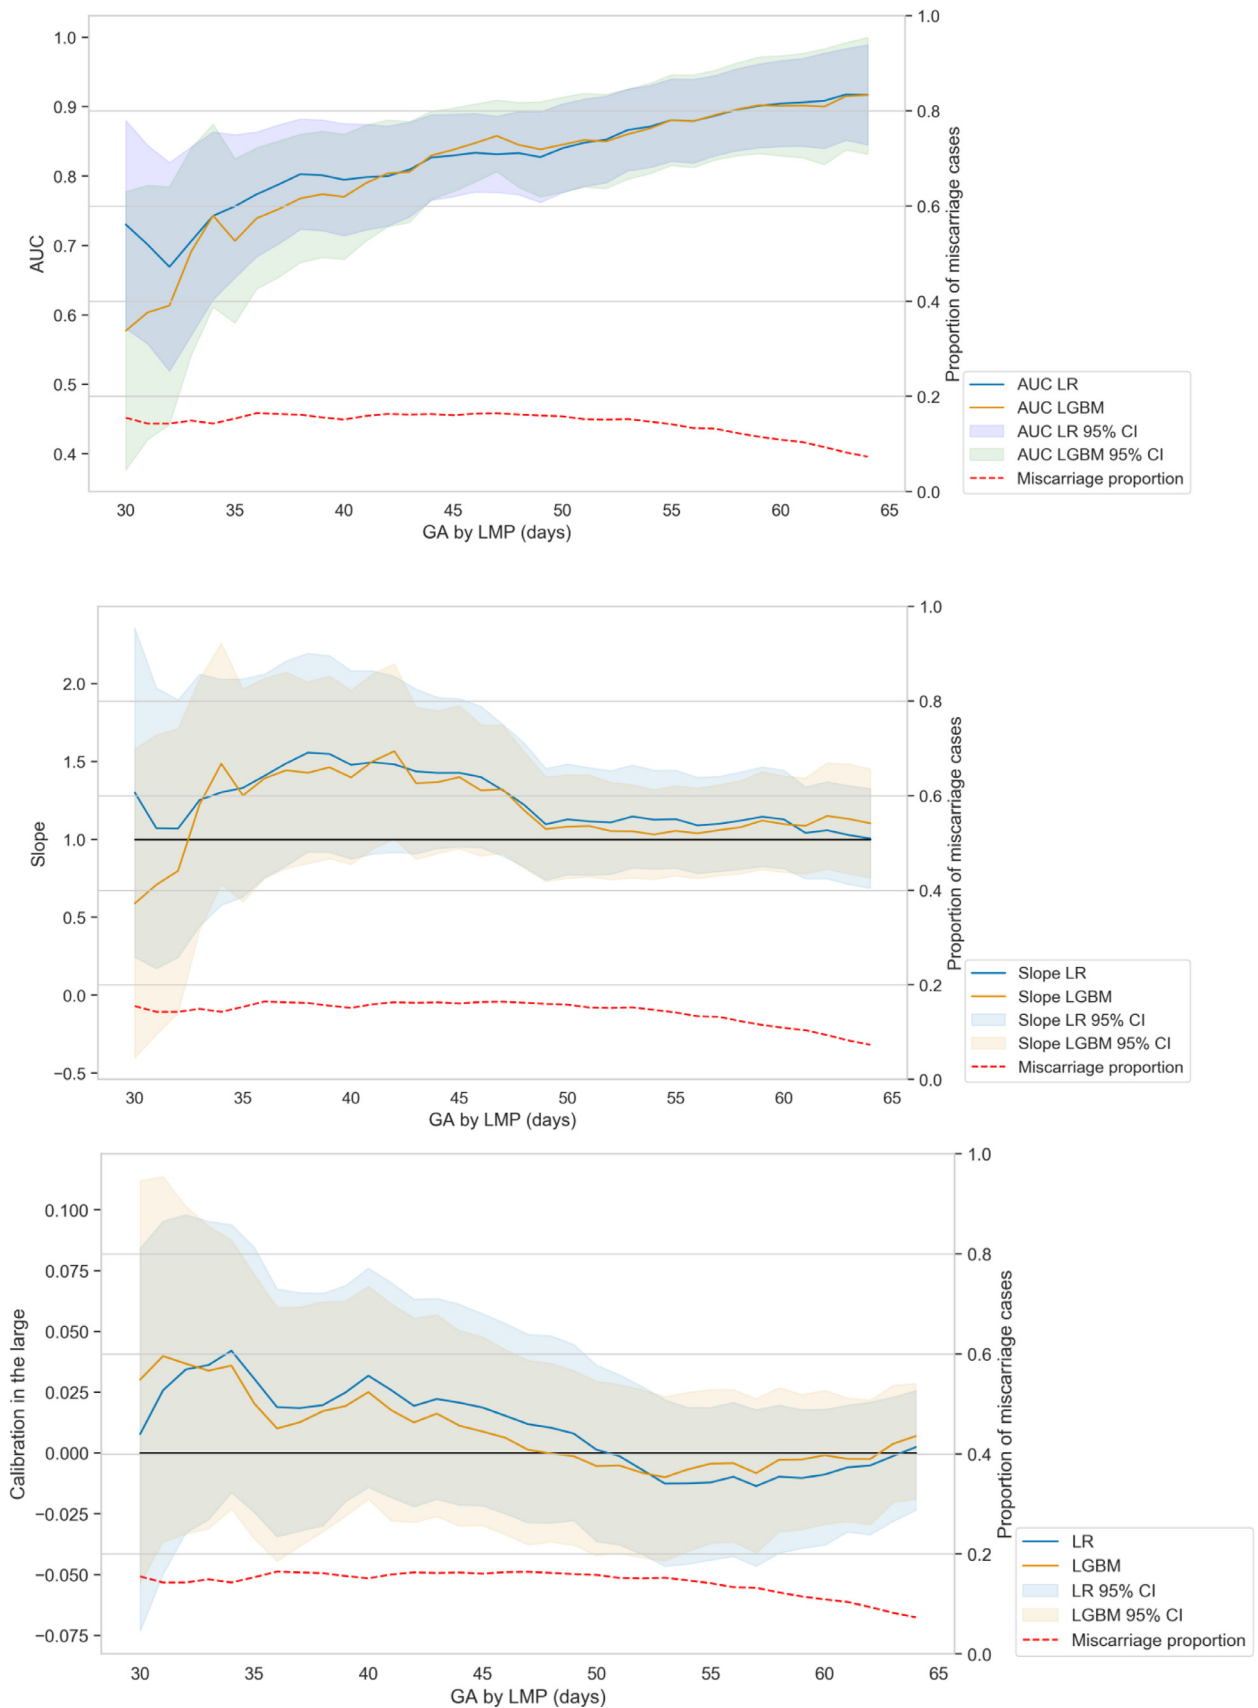 1.0
0.9
0.8
0.7
0.6
0.5
0.4
AUC
30
35
40
45
50
55
60
65
GA by LMP (days)
1.0
0.8
0.6
0.4
0.2
0.0
Proportion of miscarriage cases
AUC LR
AUC LGBM
AUC LR 95% CI
AUC LGBM 95% CI
Miscarriage proportion
2.0
1.5
1.0
0.5
0.0
−0.5
Slope
30
35
40
45
50
55
60
65
GA by LMP (days)
1.0
0.8
0.6
0.4
0.2
0.0
Proportion of miscarriage cases
Slope LR
Slope LGBM
Slope LR 95% CI
Slope LGBM 95% CI
Miscarriage proportion
0.100
0.075
0.050
0.025
0.000
−0.025
−0.050
−0.075
Calibration in the large
30
35
40
45
50
55
60
65
GA by LMP (days)
1.0
0.8
0.6
0.4
0.2
0.0
Proportion of miscarriage cases
LR
LGBM
LR 95% CI
LGBM 95% CI
Miscarriage proportion